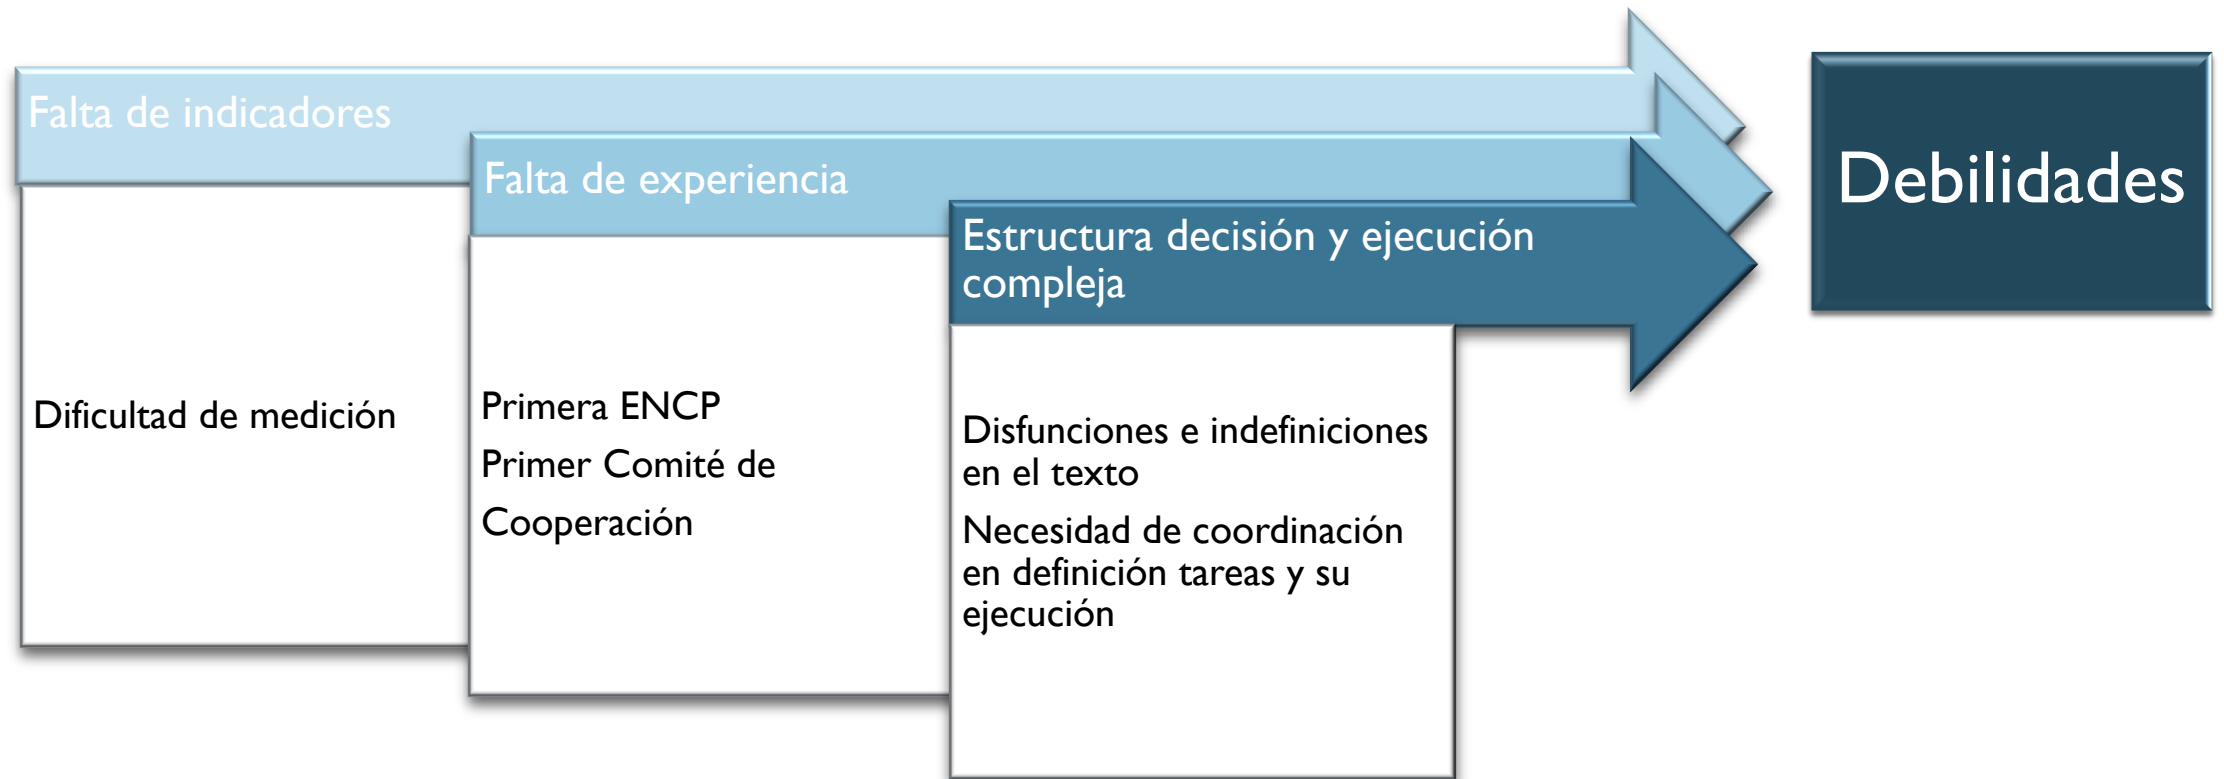 Falta de indicadores
Dificultad de medición
Falta de experiencia
Primera ENCP
Primer Comité de
Cooperación
Estructura decisión y ejecución
compleja
Disfunciones e indefiniciones
en el texto
Necesidad de coordinación
en definición tareas y su
ejecución
Debilidades